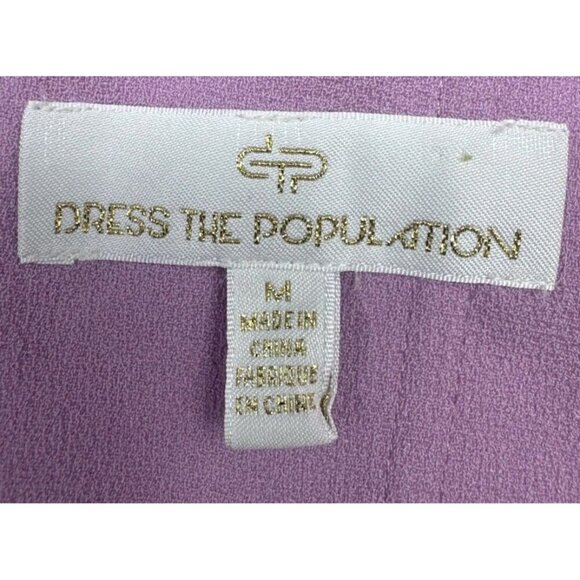 DRESS THE POPULATION
M
MADE IN
CHINA
FABRIQUE
EN CHINE